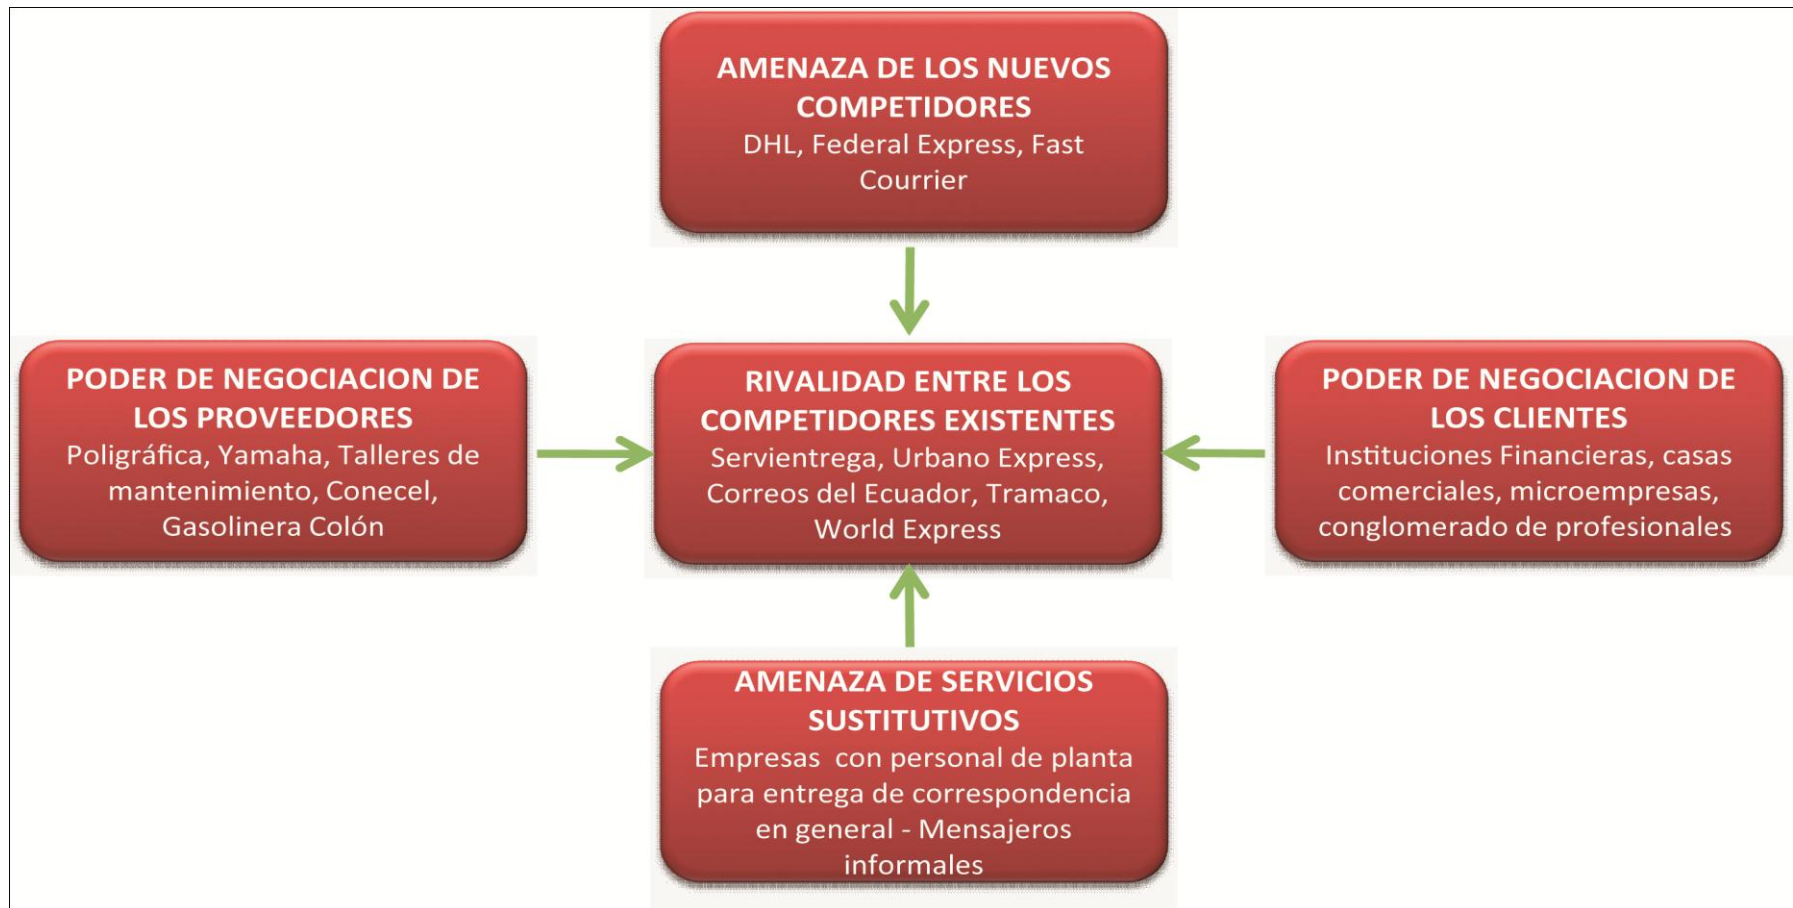 AMENAZA DE LOS NUEVOS
COMPETIDORES
DHL, Federal Express, Fast
Courrier
PODER DE NEGOCIACION DE
LOS PROVEEDORES
Poligráfica, Yamaha, Talleres de
mantenimiento, Conecel,
Gasolinera Colón
RIVALIDAD ENTRE LOS
COMPETIDORES EXISTENTES
Servientrega, Urbano Express,
Correos del Ecuador, Tramaco,
World Express
PODER DE NEGOCIACION DE
LOS CLIENTES
Instituciones Financieras, casas
comerciales, microempresas,
conglomerado de profesionales
AMENAZA DE SERVICIOS
SUSTITUTIVOS
Empresas  con personal de planta
para entrega de correspondencia
en general - Mensajeros
informales